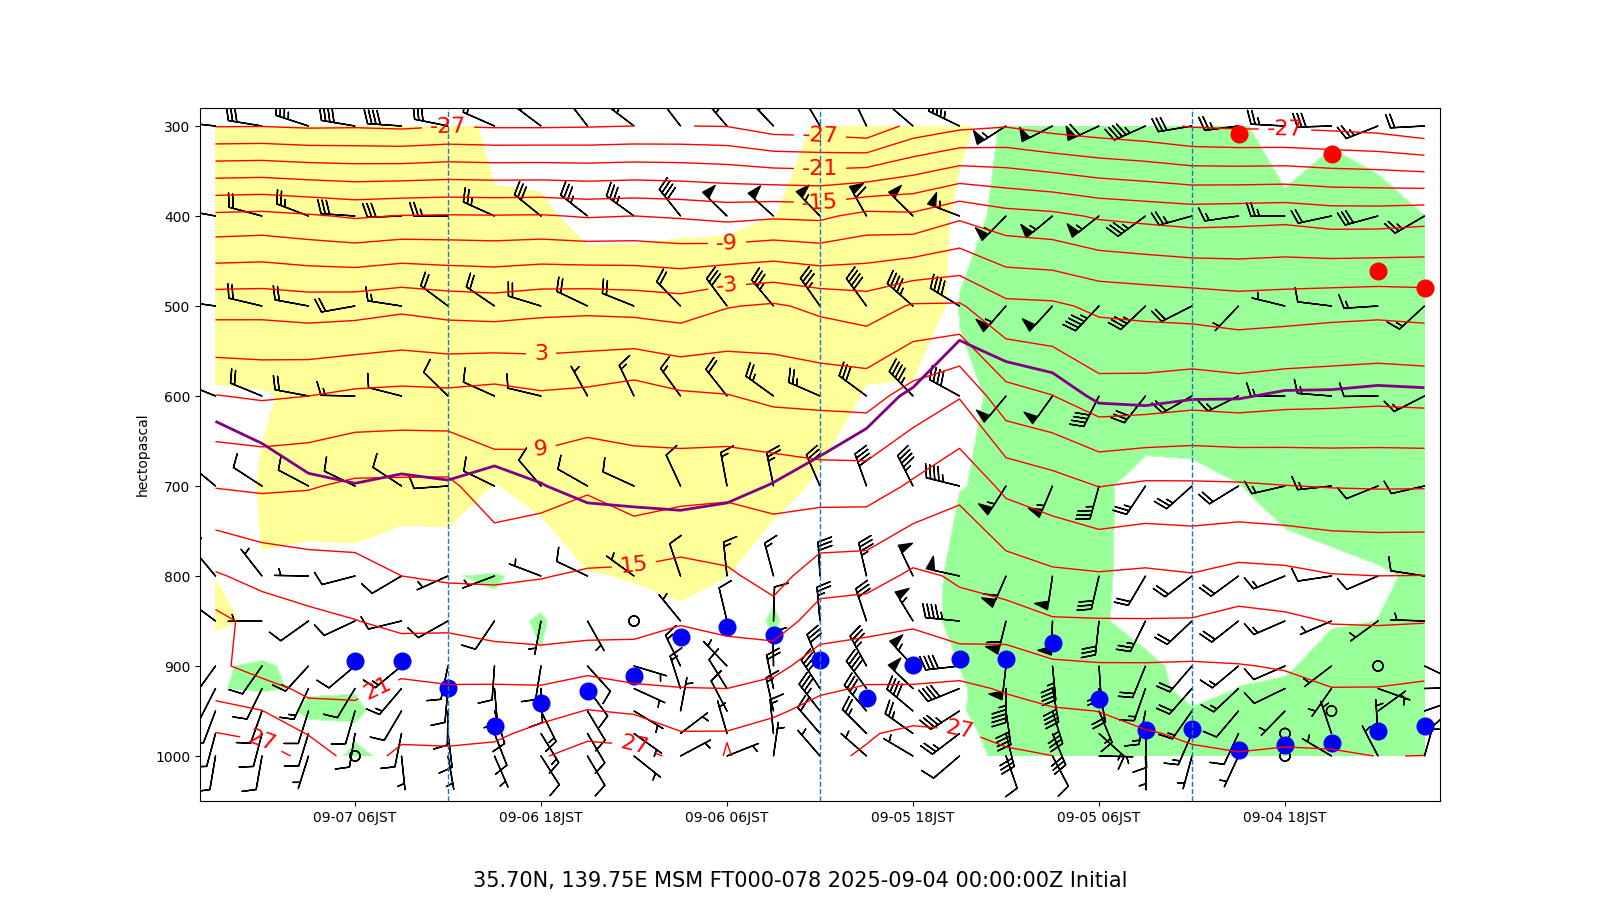 300
400
500
600
700
800
900
1000
hectopascal
-27
-27
-27
-21
-15
-9
-3
3
9
15
21
27
27
27
09-07 06JST
09-06 18JST
09-06 06JST
09-05 18JST
09-05 06JST
09-04 18JST
35.70N, 139.75E MSM FT000-078 2025-09-04 00:00:00Z Initial